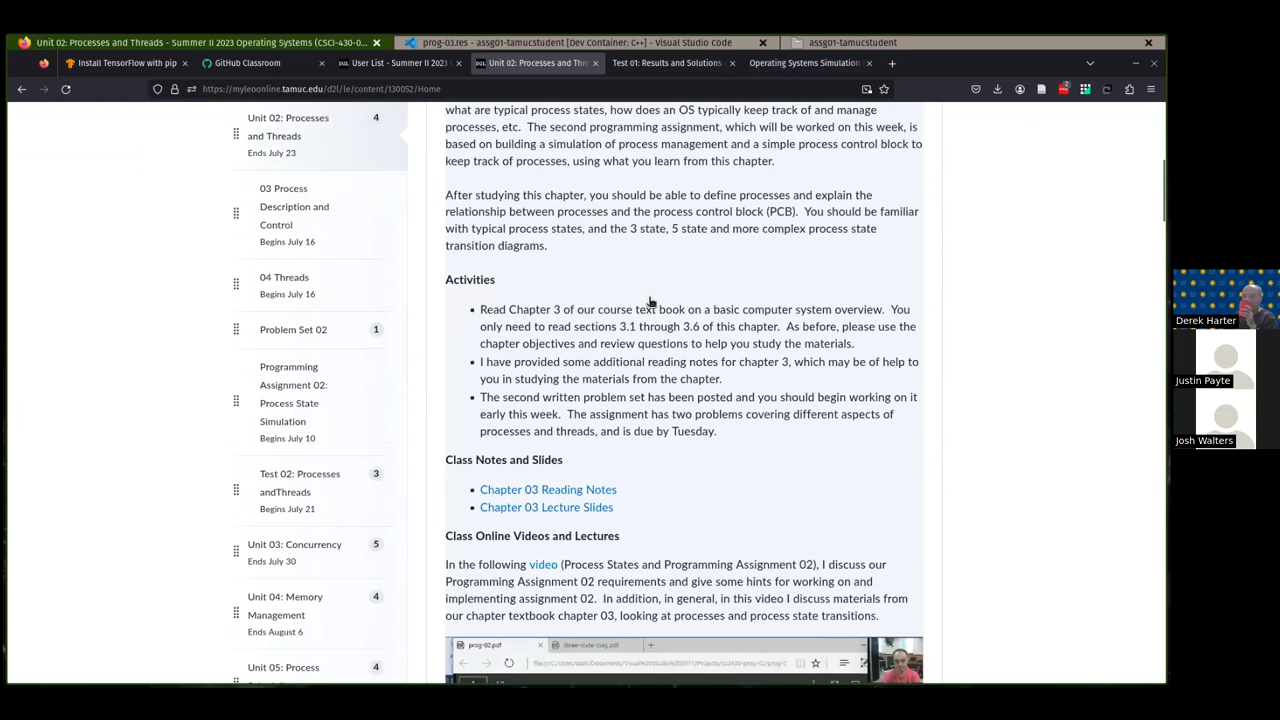 Unit 02: Processes and Threads - Summer II 2023 Operating Systems (CSCI-430-0...
prog-03.res - assg01-tamucstudent [Dev Container: C++] - Visual Studio Code
assg01-tamucstudent
Install TensorFlow with pip
GitHub Classroom
User List - Summer II 2023
Unit 02: Processes and Thr
Test 01: Results and Solutions
Operating Systems Simulation
https://myleoonline.tamuc.edu/d2l/le/content/130052/Home
Unit 02: Processes
and Threads
Ends July 23
4
03 Process
Description and
Control
Begins July 16
04 Threads
Begins July 16
Problem Set 02
1
Programming
Assignment 02:
Process State
Simulation
Begins July 10
Test 02: Processes
andThreads
Begins July 21
3
Unit 03: Concurrency
Ends July 30
5
Unit 04: Memory
Management
Ends August 6
4
Unit 05: Process
4
what are typical process states, how does an OS typically keep track of and manage
processes, etc. The second programming assignment, which will be worked on this week, is
based on building a simulation of process management and a simple process control block to
keep track of processes, using what you learn from this chapter.
After studying this chapter, you should be able to define processes and explain the
relationship between processes and the process control block (PCB). You should be familiar
with typical process states, and the 3 state, 5 state and more complex process state
transition diagrams.
Activities
Read Chapter 3 of our course text book on a basic computer system overview. You
only need to read sections 3.1 through 3.6 of this chapter. As before, please use the
chapter objectives and review questions to help you study the materials.
I have provided some additional reading notes for chapter 3, which may be of help to
you in studying the materials from the chapter.
The second written problem set has been posted and you should begin working on it
early this week. The assignment has two problems covering different aspects of
processes and threads, and is due by Tuesday.
Class Notes and Slides
Chapter 03 Reading Notes
Chapter 03 Lecture Slides
Class Online Videos and Lectures
In the following video (Process States and Programming Assignment 02), I discuss our
Programming Assignment 02 requirements and give some hints for working on and
implementing assignment 02. In addition, in general, in this video I discuss materials from
our chapter textbook chapter 03, looking at processes and process state transitions.
prog-02.pdf
three-state-diag.pdf
Derek Harter
Justin Payte
Josh Walters